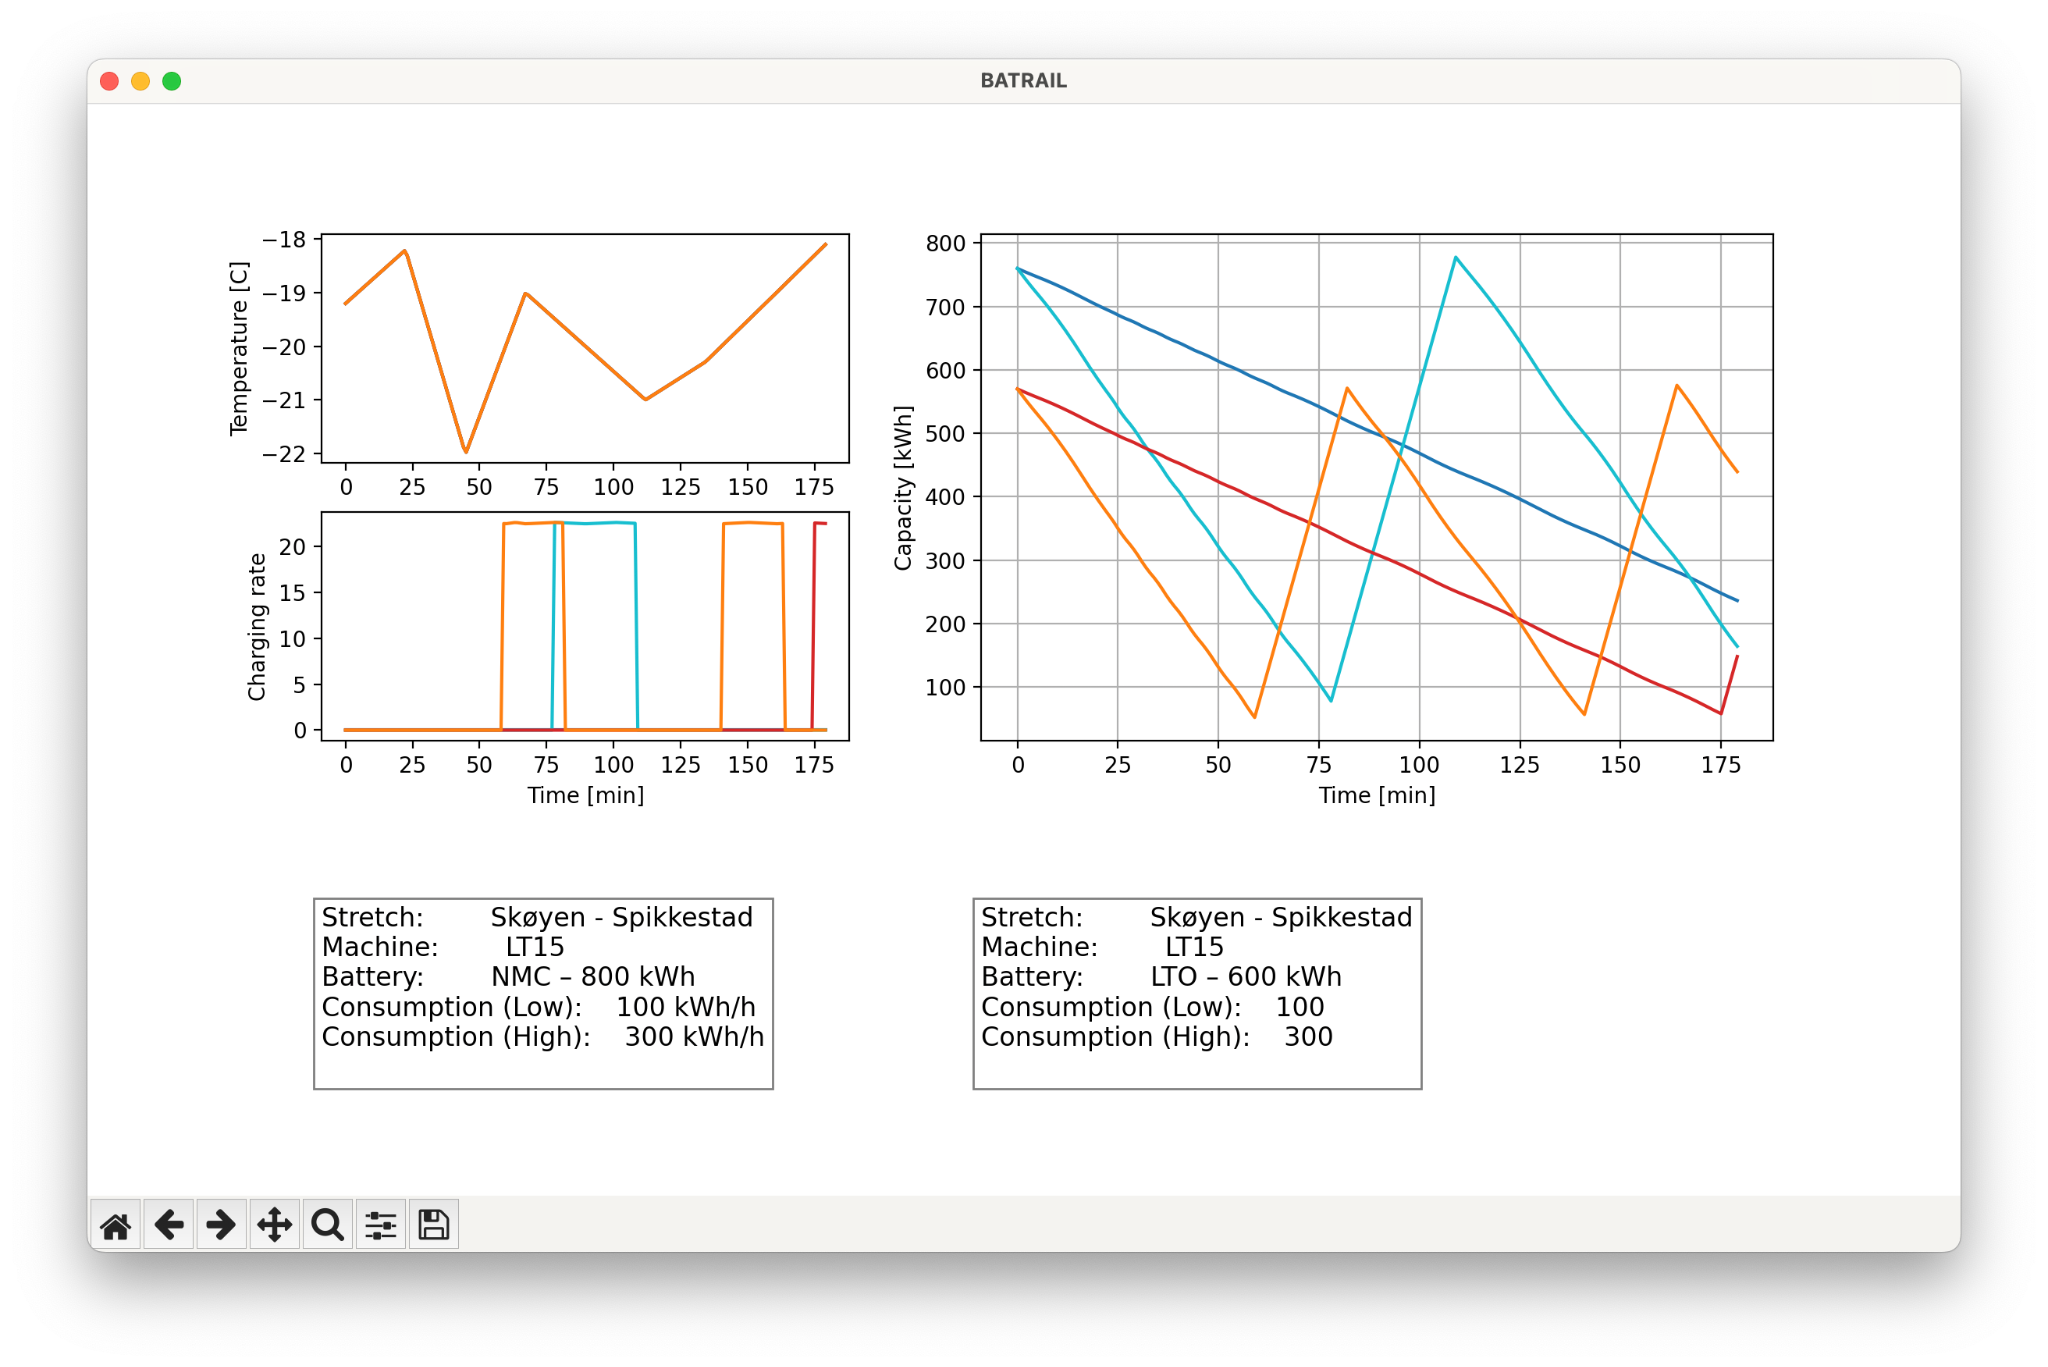 BATRAIL
Temperature [C]
−18
−19
−20
−21
−22
0 25 50 75 100 125 150 175
Charging rate
20
15
10
5
0
0 25 50 75 100 125 150 175
Time [min]
Capacity [kWh]
800
700
600
500
400
300
200
100
0 25 50 75 100 125 150 175
Time [min]
Stretch: Skøyen - Spikkestad
Machine: LT15
Battery: NMC – 800 kWh
Consumption (Low): 100 kWh/h
Consumption (High): 300 kWh/h
Stretch: Skøyen - Spikkestad
Machine: LT15
Battery: LTO – 600 kWh
Consumption (Low): 100
Consumption (High): 300